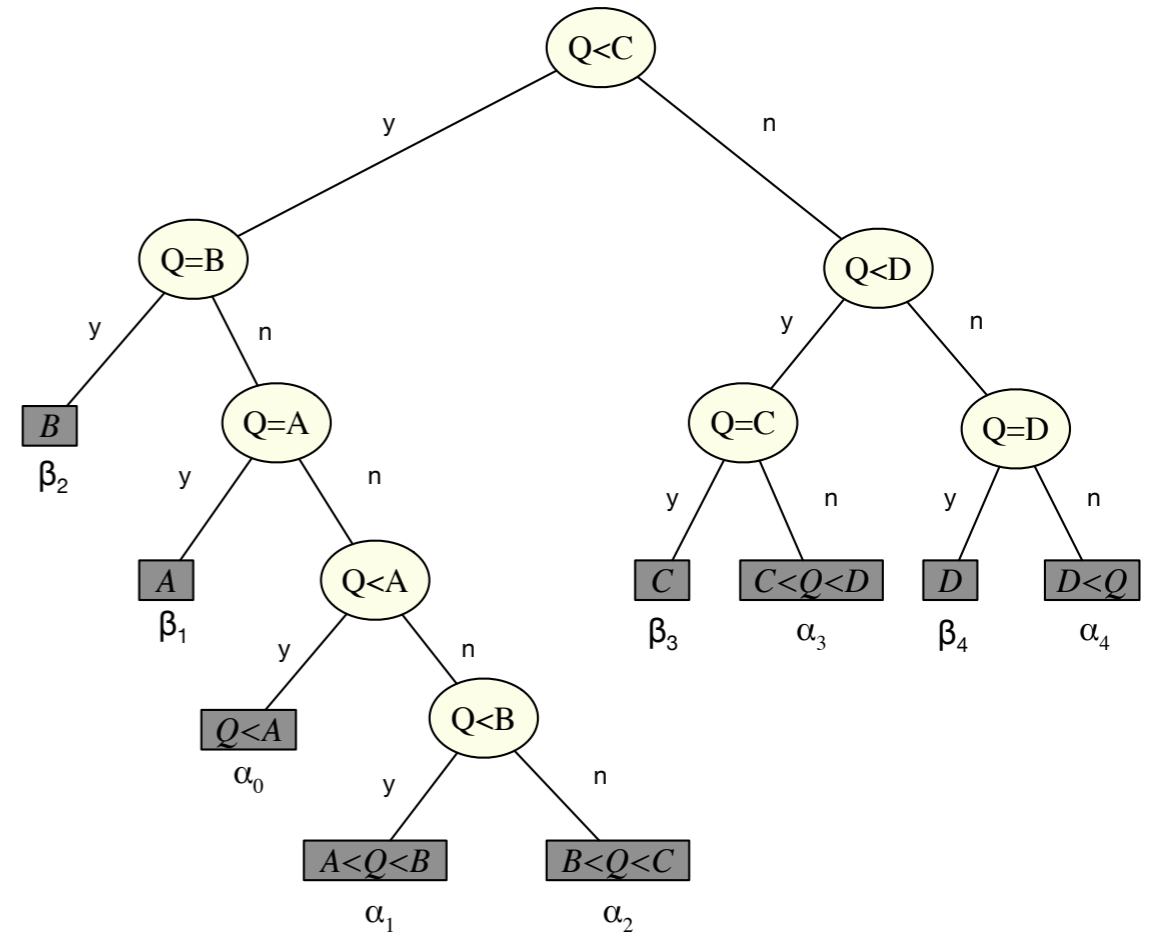 Q<C
y
n
Q=B
Q<D
y
n
y
n
B
β2
Q=A
Q=C
Q=D
y
n
y
n
y
n
A
β1
Q<A
C
β3
C<Q<D
α3
D
β4
D<Q
α4
y
n
Q<A
α0
Q<B
y
n
A<Q<B
α1
B<Q<C
α2